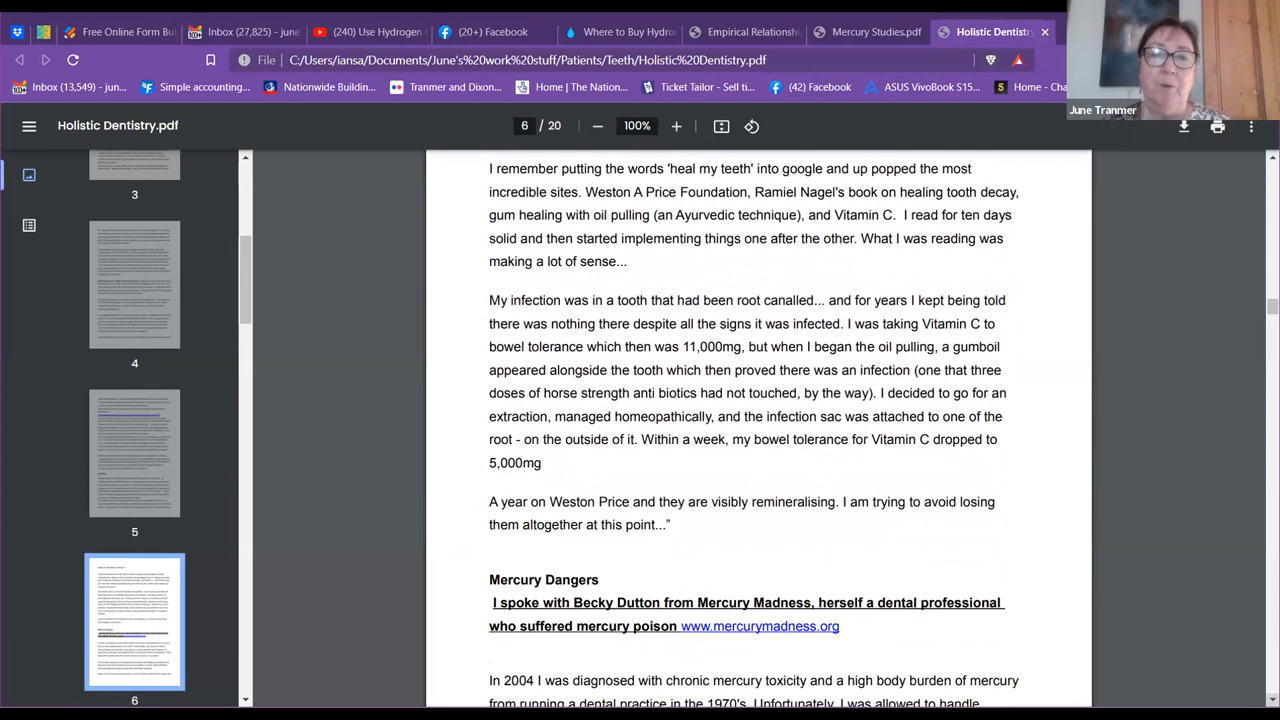 Free Online Form Bu
Inbox (27,825) - june
(240) Use Hydrogen
(20+) Facebook
Where to Buy Hydro
Empirical Relationsh
Mercury Studies.pdf
Holistic Dentistry
File
C:/Users/iansa/Documents/June's%20work%20stuff/Patients/Teeth/Holistic%20Dentistry.pdf
Inbox (13,549) - jun...
Simple accounting...
Nationwide Buildin...
Tranmer and Dixon...
Home | The Nation...
Ticket Tailor - Sell ti...
(42) Facebook
ASUS VivoBook S15...
Home - Cha
June Tranmer
Holistic Dentistry.pdf
6 / 20
100%
3
4
5
6
I remember putting the words 'heal my teeth' into google and up popped the most
incredible sites. Weston A Price Foundation, Ramiel Nagel's book on healing tooth decay,
gum healing with oil pulling (an Ayurvedic technique), and Vitamin C. I read for ten days
solid and then started implementing things one after the other. What I was reading was
making a lot of sense...
My infection was in a tooth that had been root canalled... and for years I kept being told
there was nothing there despite all the signs it was infected. I was taking Vitamin C to
bowel tolerance which then was 11,000mg, but when I began the oil pulling, a gumboil
appeared alongside the tooth which then proved there was an infection (one that three
doses of horse strength anti biotics had not touched, by the way). I decided to go for an
extraction, managed homeopathically, and the infection sac was attached to one of the
root - on the outside of it. Within a week, my bowel tolerance for Vitamin C dropped to
5,000mg
A year on Weston Price and they are visibly remineralising. I am trying to avoid losing
them altogether at this point...”
Mercury Dangers
I spoke with Becky Dutton from Mercury Madness, herself a dental professional
who suffered mercury poison www.mercurymadness.org
In 2004 I was diagnosed with chronic mercury toxicity and a high body burden of mercury
from running a dental practice in the 1970's. Unfortunately, I was allowed to handle